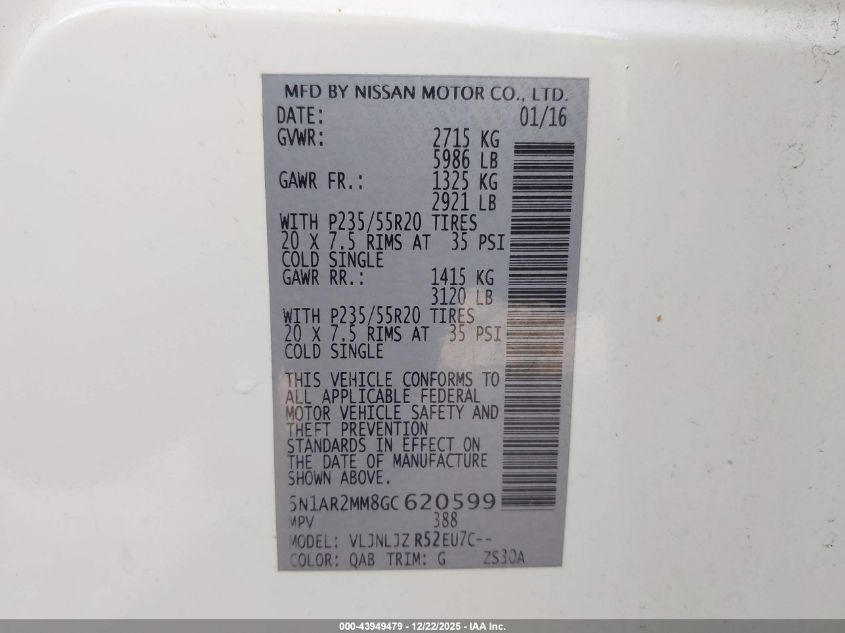 MFD BY NISSAN MOTOR CO., LTD.
DATE: 01/16
GVWR: 2715 KG
5986 LB
GAWR FR.: 1325 KG
2921 LB
WITH P235/55R20 TIRES
20 X 7.5 RIMS AT 35 PSI
COLD SINGLE
GAWR RR.: 1415 KG
3120 LB
WITH P235/55R20 TIRES
20 X 7.5 RIMS AT 35 PSI
COLD SINGLE
THIS VEHICLE CONFORMS TO
ALL APPLICABLE FEDERAL
MOTOR VEHICLE SAFETY AND
THEFT PREVENTION
STANDARDS IN EFFECT ON
THE DATE OF MANUFACTURE
SHOWN ABOVE.
5N1AR2MM8GC620599
MPV 388
MODEL: VLJNLJZ R52EU7C--
COLOR: QAB TRIM: G ZS30A
000-43949479 • 12/22/2025 - IAA Inc.